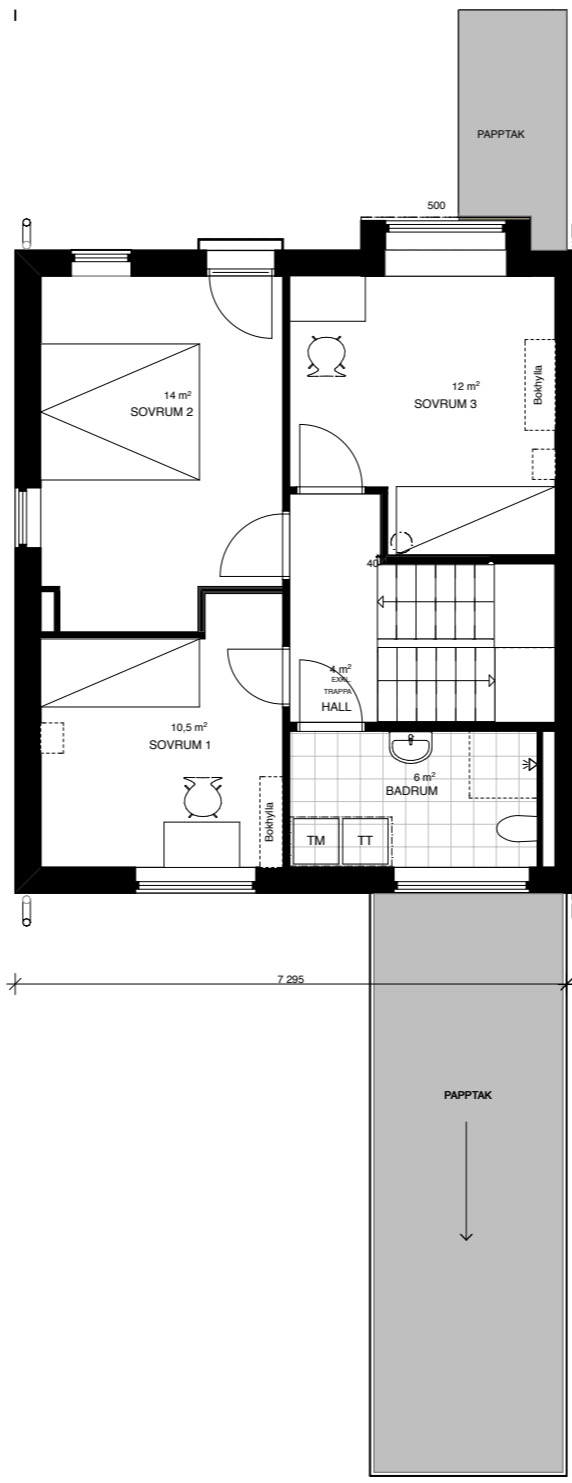 PAPPTAK
500
14 m²
SOVRUM 2
12 m²
SOVRUM 3
Bokhylla
40
4 m²
EXKL.
TRAPPA
HALL
10,5 m²
SOVRUM 1
Bokhylla
6 m²
BADRUM
TM
TT
7 295
PAPPTAK